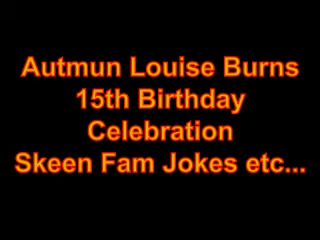 Autmun Louise Burns
15th Birthday
Celebration
Skeen Fam Jokes etc...